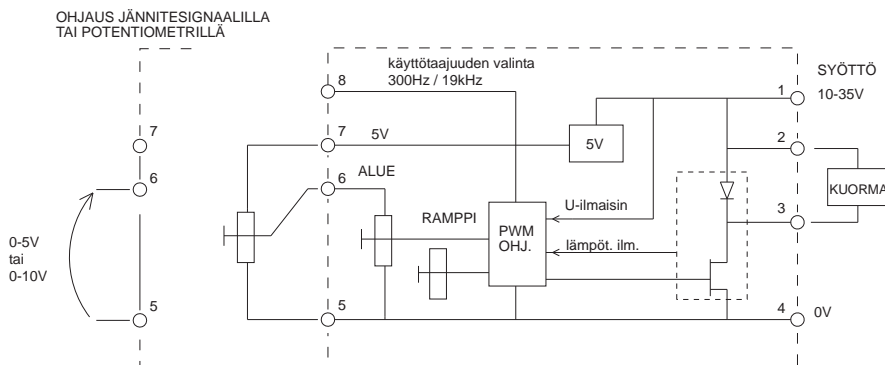 OHJAUS JÄNNITESIGNAALILLA
TAI POTENTIOMETRILLÄ
7
6
0-5V
tai
0-10V
5
8
käyttötaajuuden valinta
300Hz / 19kHz
7
5V
5V
6
ALUE
RAMPPI
PWM
OHJ.
U-ilmaisin
lämpöt. ilm.
5
SYÖTTÖ
1
10-35V
2
KUORMA
3
4
0V